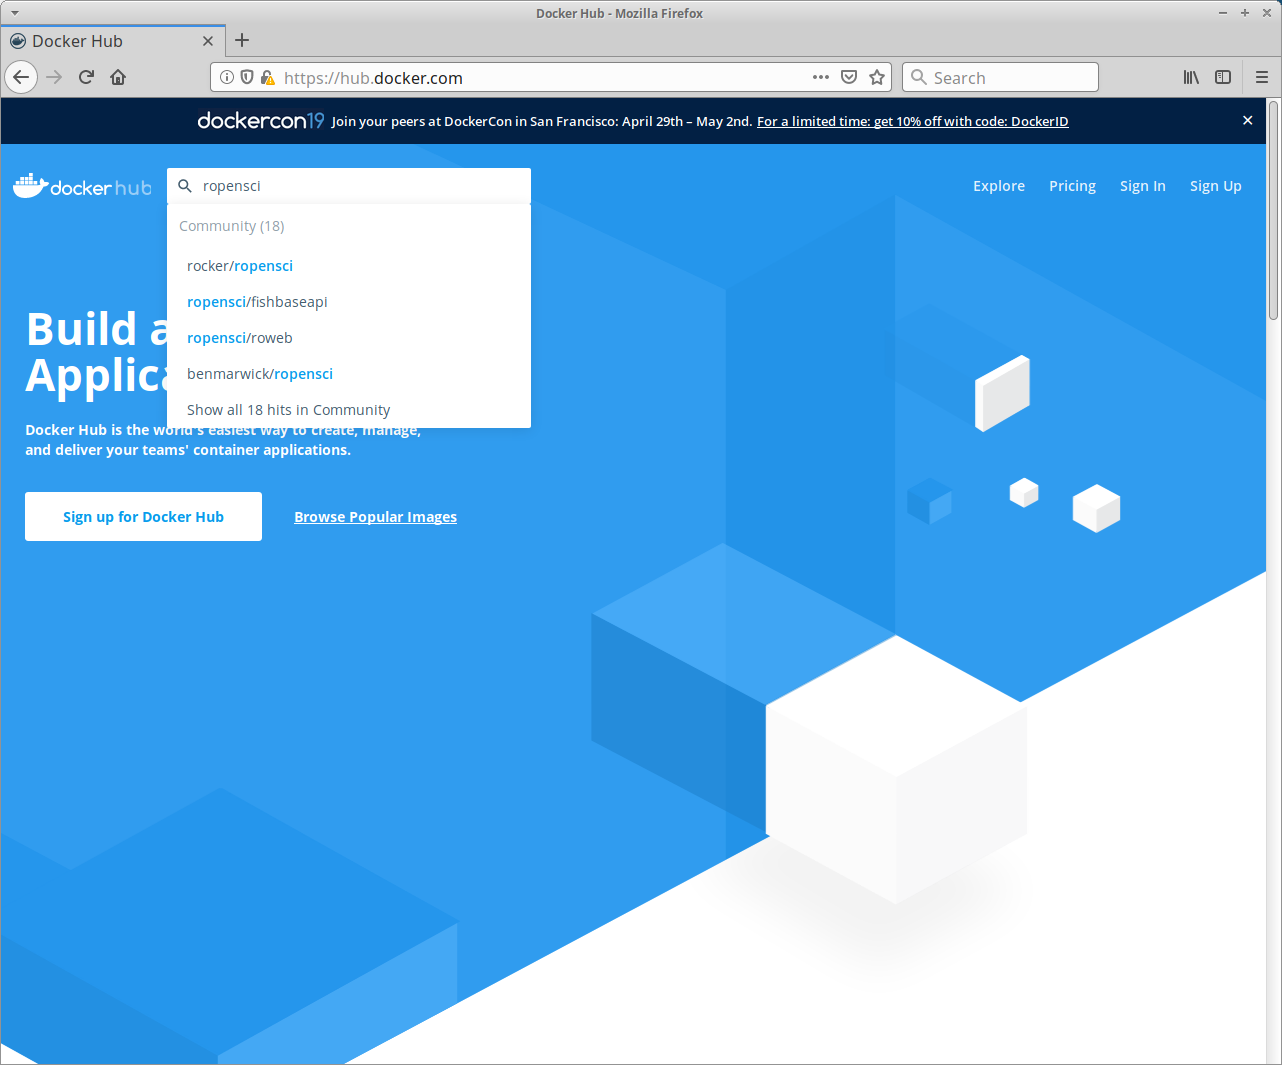 Docker Hub - Mozilla Firefox
Docker Hub
https://hub.docker.com
Search
dockercon19 Join your peers at DockerCon in San Francisco: April 29th – May 2nd. For a limited time: get 10% off with code: DockerID
docker hub
ropensci
Explore
Pricing
Sign In
Sign Up
Community (18)
rocker/ropensci
ropensci/fishbaseapi
ropensci/roweb
benmarwick/ropensci
Show all 18 hits in Community
Build a
Applica
Docker Hub is the world's easiest way to create, manage,
and deliver your teams' container applications.
Sign up for Docker Hub
Browse Popular Images